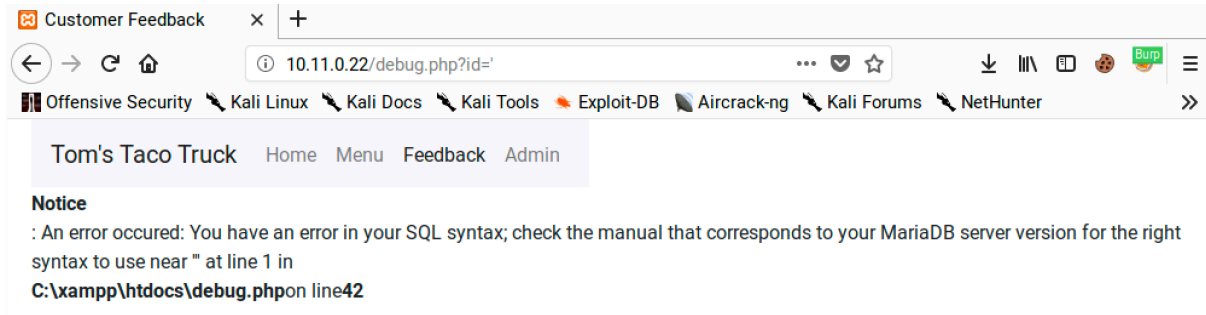 Customer Feedback
10.11.0.22/debug.php?id='
Burp
Offensive Security Kali Linux Kali Docs Kali Tools Exploit-DB Aircrack-ng Kali Forums NetHunter
Tom's Taco Truck Home Menu Feedback Admin
Notice
: An error occured: You have an error in your SQL syntax; check the manual that corresponds to your MariaDB server version for the right
syntax to use near ''' at line 1 in
C:\xampp\htdocs\debug.phpon line42